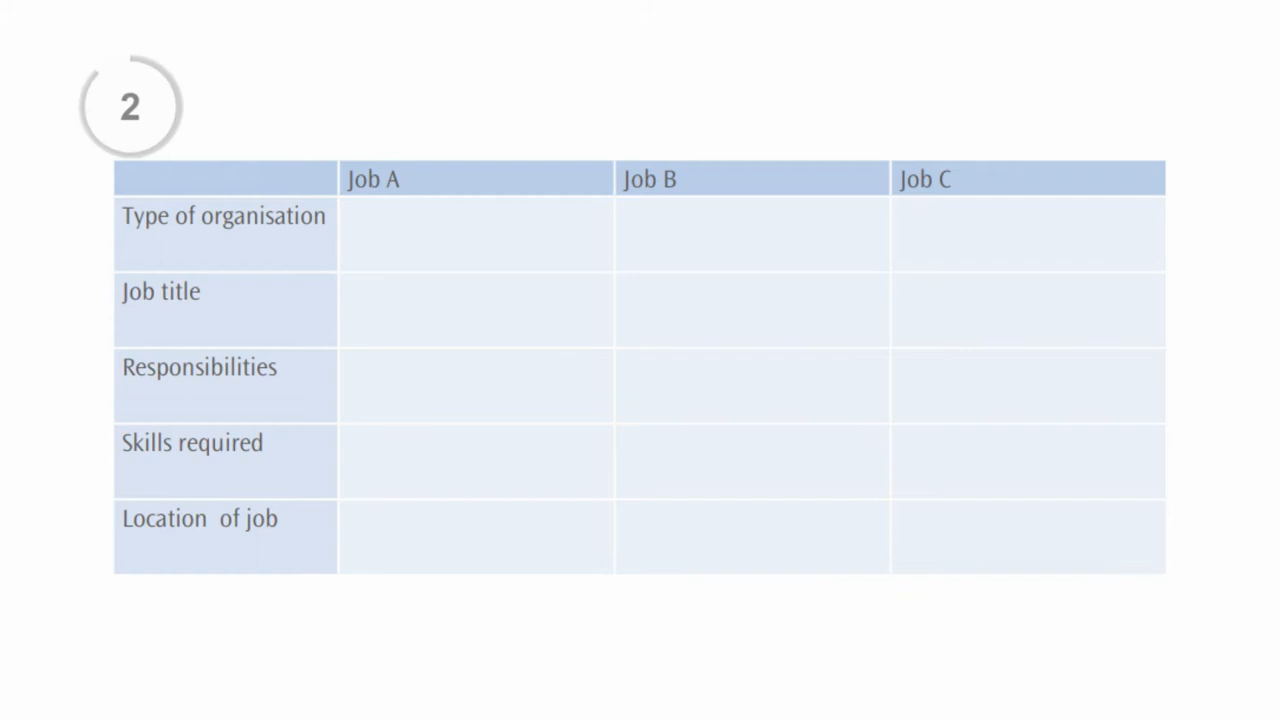 2
Job A Job B Job C
Type of organisation
Job title
Responsibilities
Skills required
Location  of job